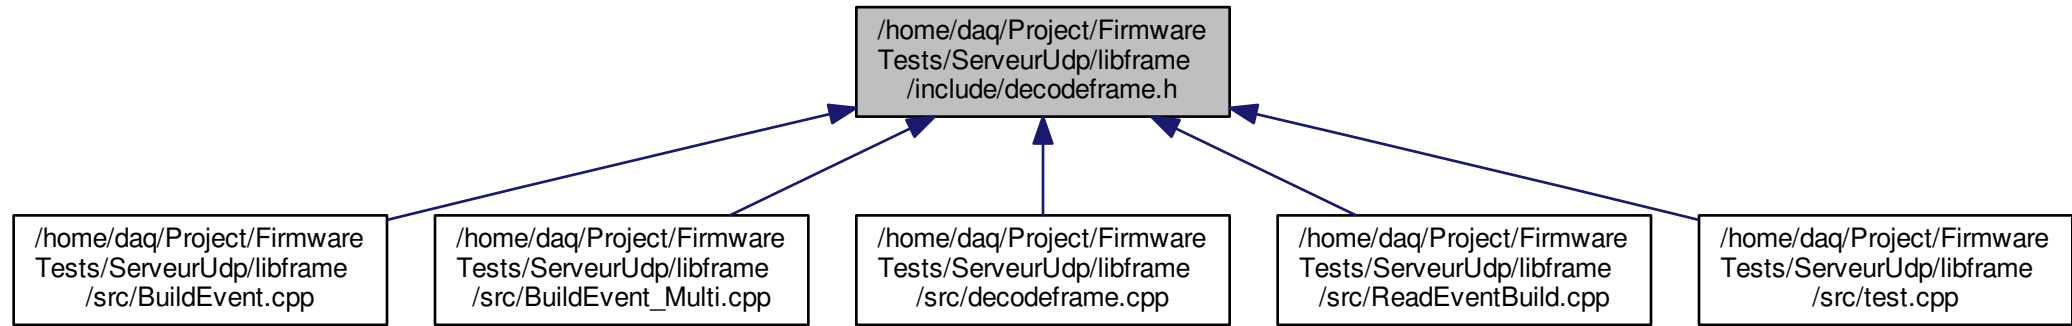 /home/daq/Project/Firmware
Tests/ServeurUdp/libframe
/include/decodeframe.h
/home/daq/Project/Firmware
Tests/ServeurUdp/libframe
/src/BuildEvent.cpp
/home/daq/Project/Firmware
Tests/ServeurUdp/libframe
/src/BuildEvent_Multi.cpp
/home/daq/Project/Firmware
Tests/ServeurUdp/libframe
/src/decodeframe.cpp
/home/daq/Project/Firmware
Tests/ServeurUdp/libframe
/src/ReadEventBuild.cpp
/home/daq/Project/Firmware
Tests/ServeurUdp/libframe
/src/test.cpp